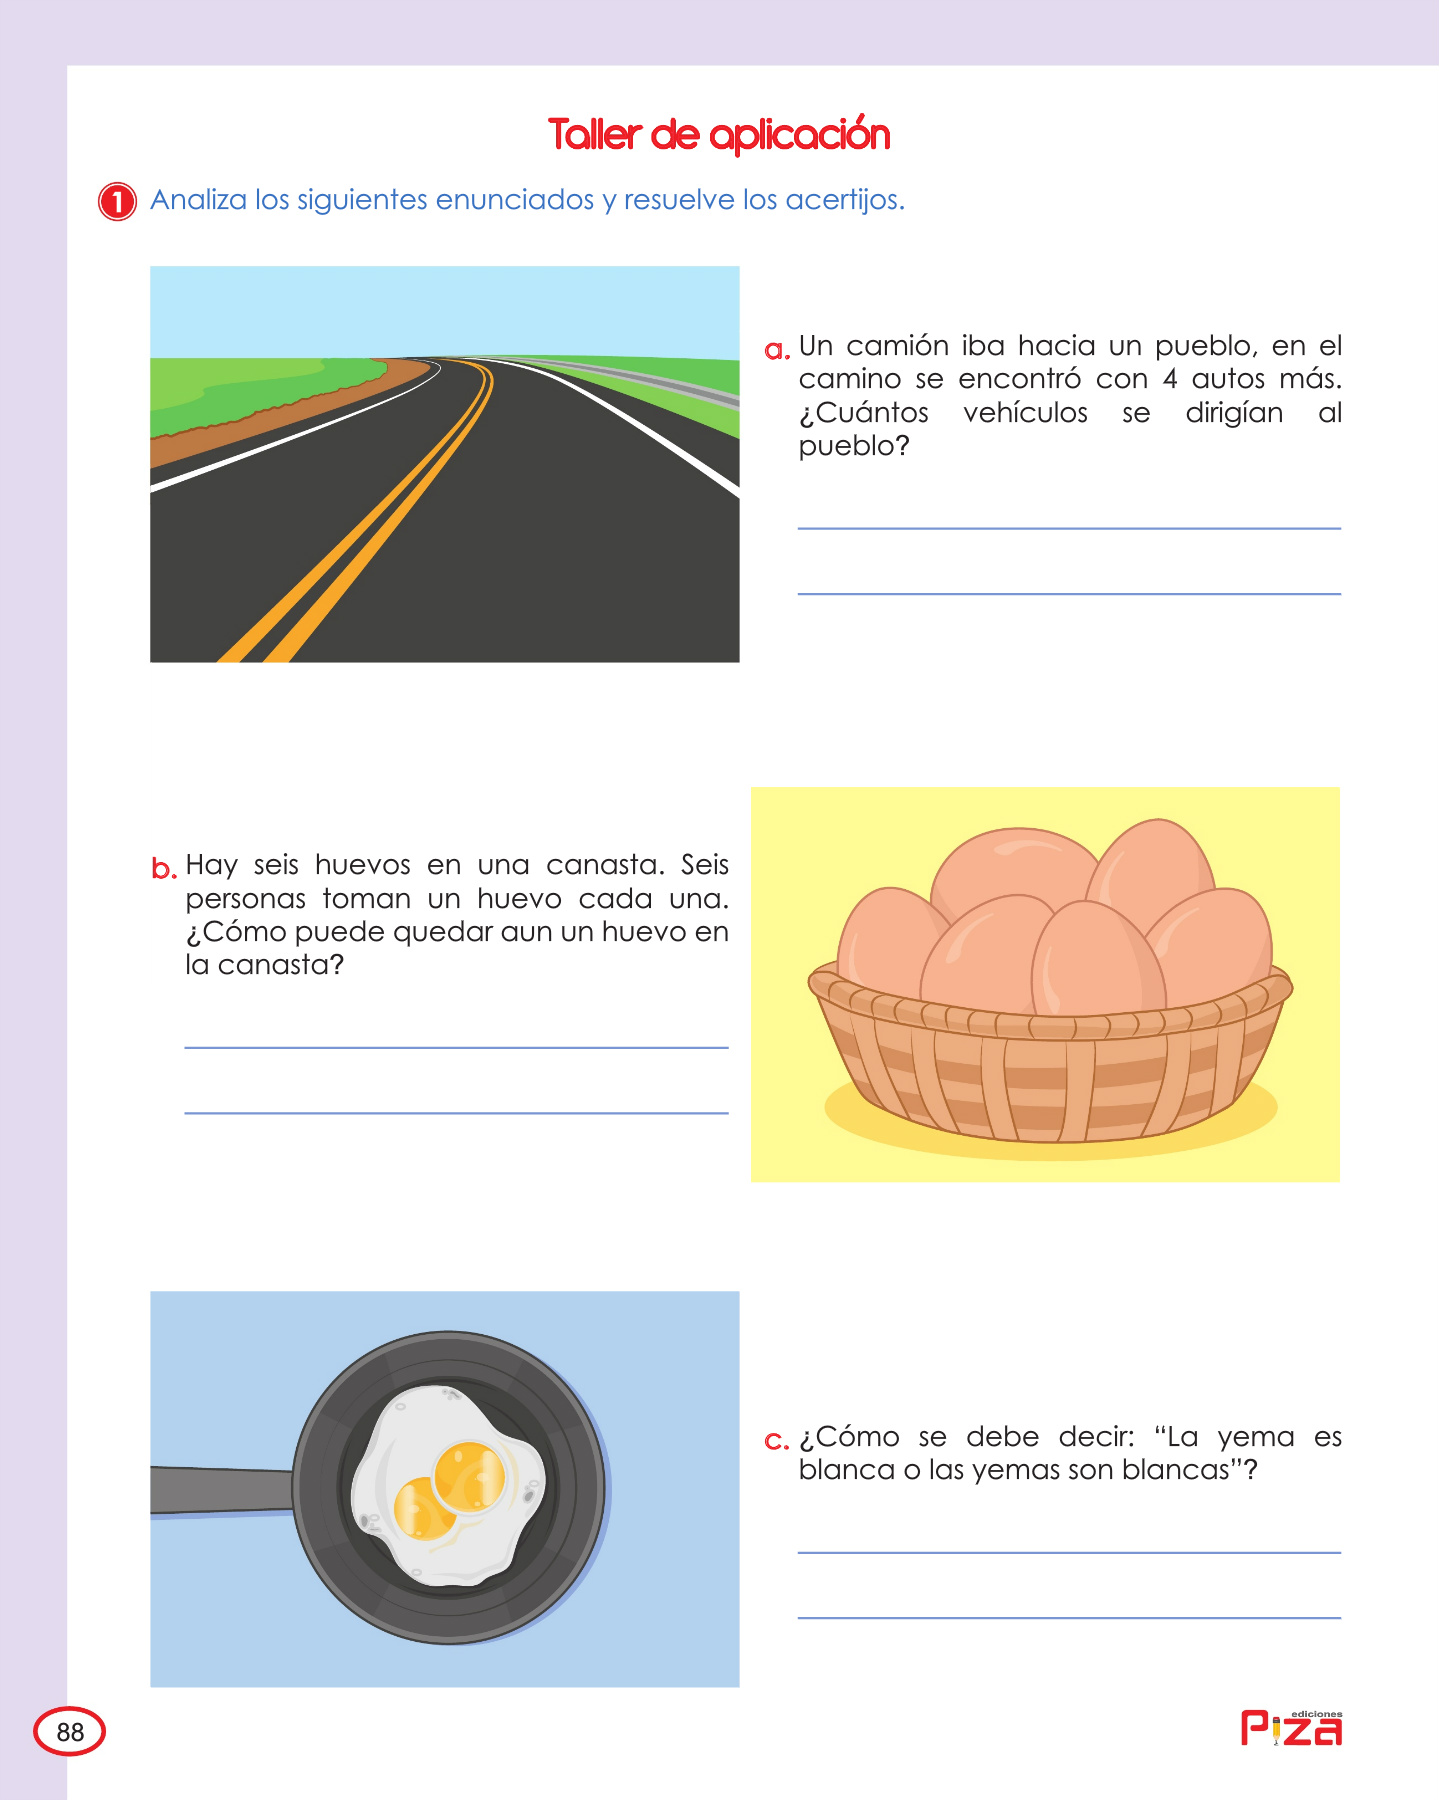 Taller de aplicación
1 Analiza los siguientes enunciados y resuelve los acertijos.
a. Un camión iba hacia un pueblo, en el
camino se encontró con 4 autos más.
¿Cuántos vehículos se dirigían al
pueblo?
b. Hay seis huevos en una canasta. Seis
personas toman un huevo cada una.
¿Cómo puede quedar aun un huevo en
la canasta?
c. ¿Cómo se debe decir: “La yema es
blanca o las yemas son blancas”?
88
ediciones
Piza